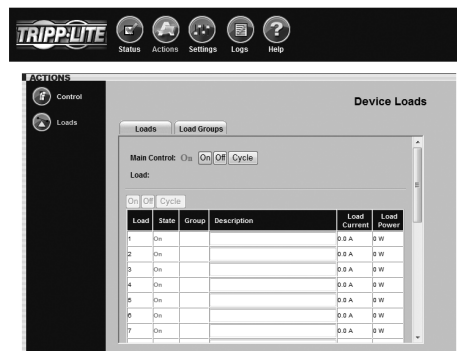 TRIPP·LITE
Status Actions Settings Logs Help
ACTIONS
Control
Loads
Device Loads
Loads Load Groups
Main Control: On On Off Cycle
Load:
On Off Cycle
Load State Group Description Load Current Load Power
1 On 0.0 A 0 W
2 On 0.0 A 0 W
3 On 0.0 A 0 W
4 On 0.0 A 0 W
5 On 0.0 A 0 W
6 On 0.0 A 0 W
7 On 0.0 A 0 W